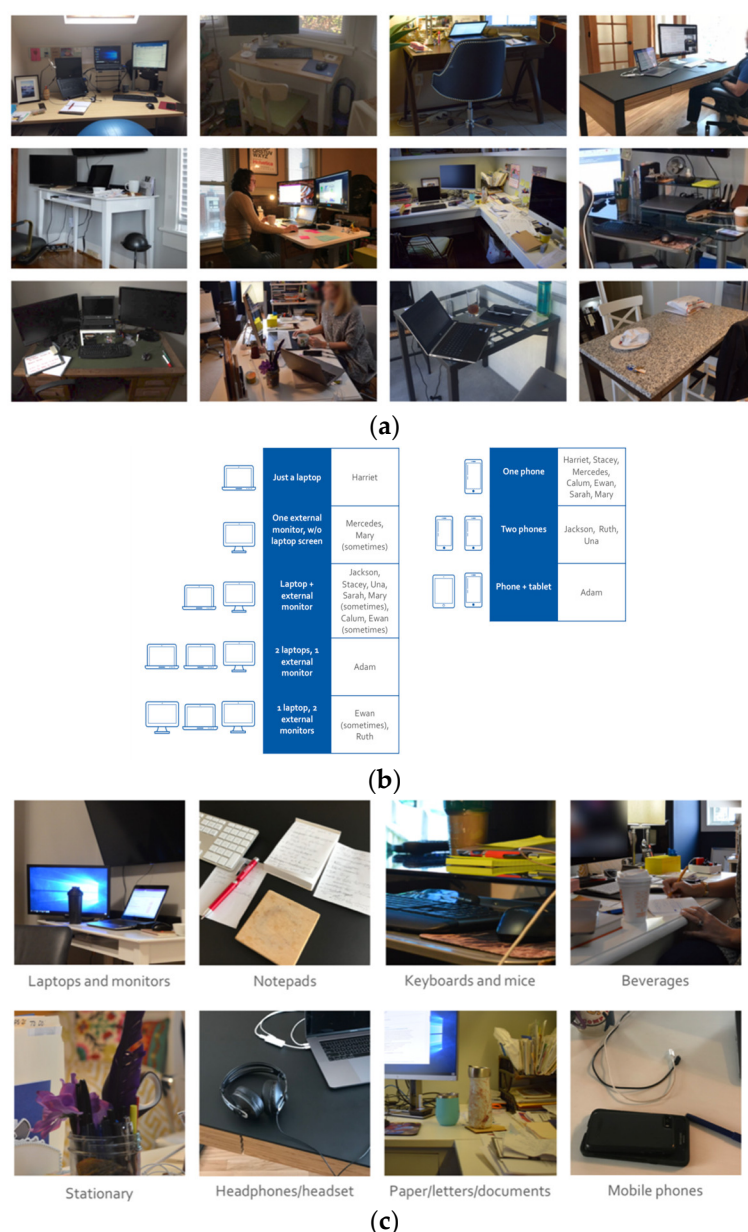 (a)
Just a laptop
Harriet
One external
monitor, w/o
laptop screen
Mercedes,
Mary
(sometimes)
Laptop +
external
monitor
Jackson,
Stacey, Una,
Sarah, Mary
(sometimes),
Calum, Ewan
(sometimes)
2 laptops, 1
external
monitor
Adam
1 laptop, 2
external
monitors
Ewan
(sometimes),
Ruth
One phone
Harriet, Stacey,
Mercedes,
Calum, Ewan,
Sarah, Mary
Two phones
Jackson, Ruth,
Una
Phone + tablet
Adam
(b)
Laptops and monitors
Notepads
Keyboards and mice
Beverages
Stationary
Headphones/headset
Paper/letters/documents
Mobile phones
(c)